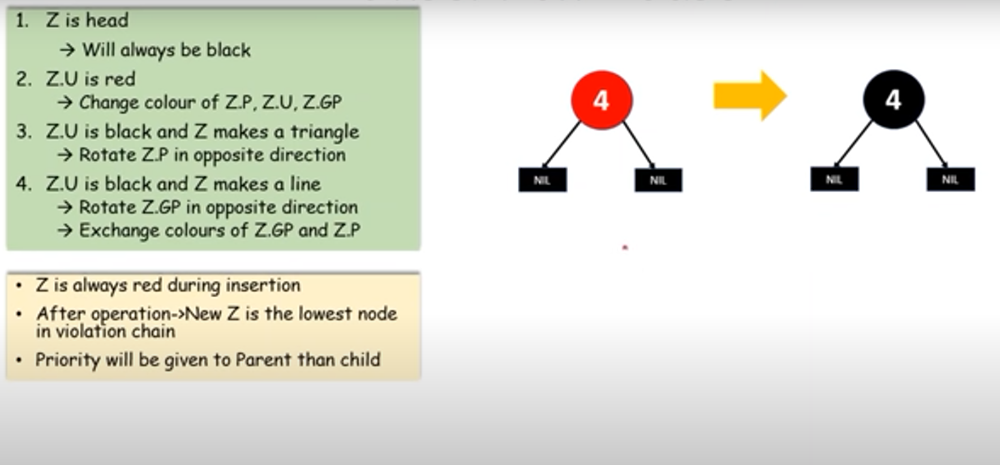 1. Z is head
→ Will always be black
2. Z.U is red
→ Change colour of Z.P, Z.U, Z.GP
3. Z.U is black and Z makes a triangle
→ Rotate Z.P in opposite direction
4. Z.U is black and Z makes a line
→ Rotate Z.GP in opposite direction
→ Exchange colours of Z.GP and Z.P
• Z is always red during insertion
• After operation->New Z is the lowest node
in violation chain
• Priority will be given to Parent than child
4
NIL
NIL
4
NIL
NIL